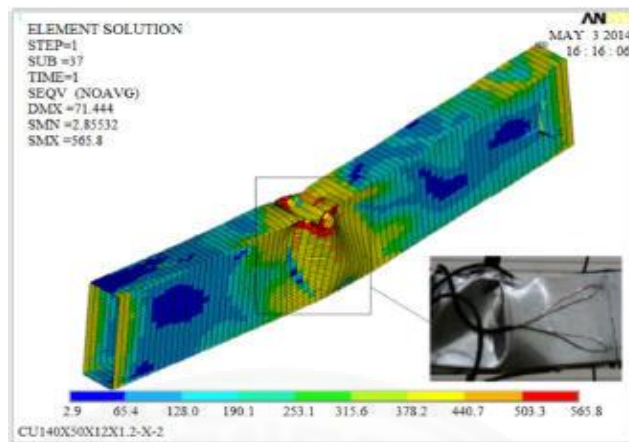 ELEMENT SOLUTION
STEP=1
SUB =37
TIME=1
SEQV (NOAVG)
DMX =71.444
SMN =2.85532
SMX =565.8
AN
MAY 3 2014
16 : 16 : 06
2.9 65.4 128.0 190.1 253.1 315.6 378.2 440.7 503.3 565.8
CU140X50X12X1.2-X-2